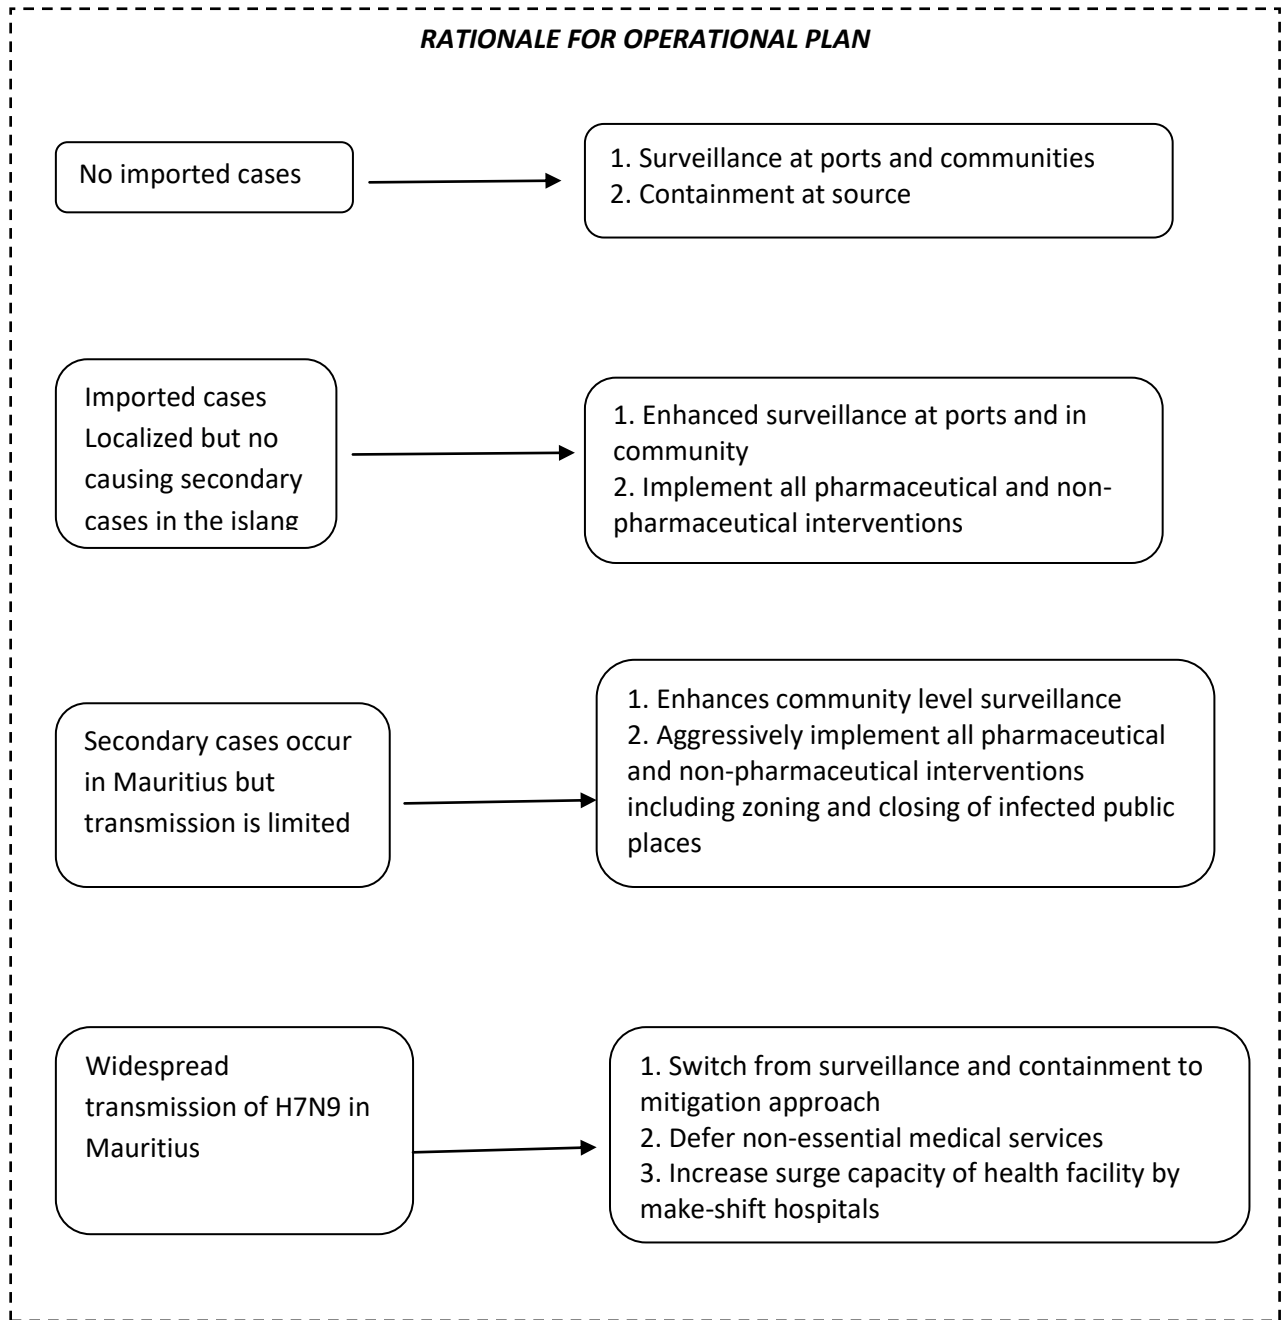 RATIONALE FOR OPERATIONAL PLAN
No imported cases
1. Surveillance at ports and communities
2. Containment at source
Imported cases
Localized but no
causing secondary
cases in the islang
1. Enhanced surveillance at ports and in
community
2. Implement all pharmaceutical and non-
pharmaceutical interventions
Secondary cases occur
in Mauritius but
transmission is limited
1. Enhances community level surveillance
2. Aggressively implement all pharmaceutical
and non-pharmaceutical interventions
including zoning and closing of infected public
places
Widespread
transmission of H7N9 in
Mauritius
1. Switch from surveillance and containment to
mitigation approach
2. Defer non-essential medical services
3. Increase surge capacity of health facility by
make-shift hospitals